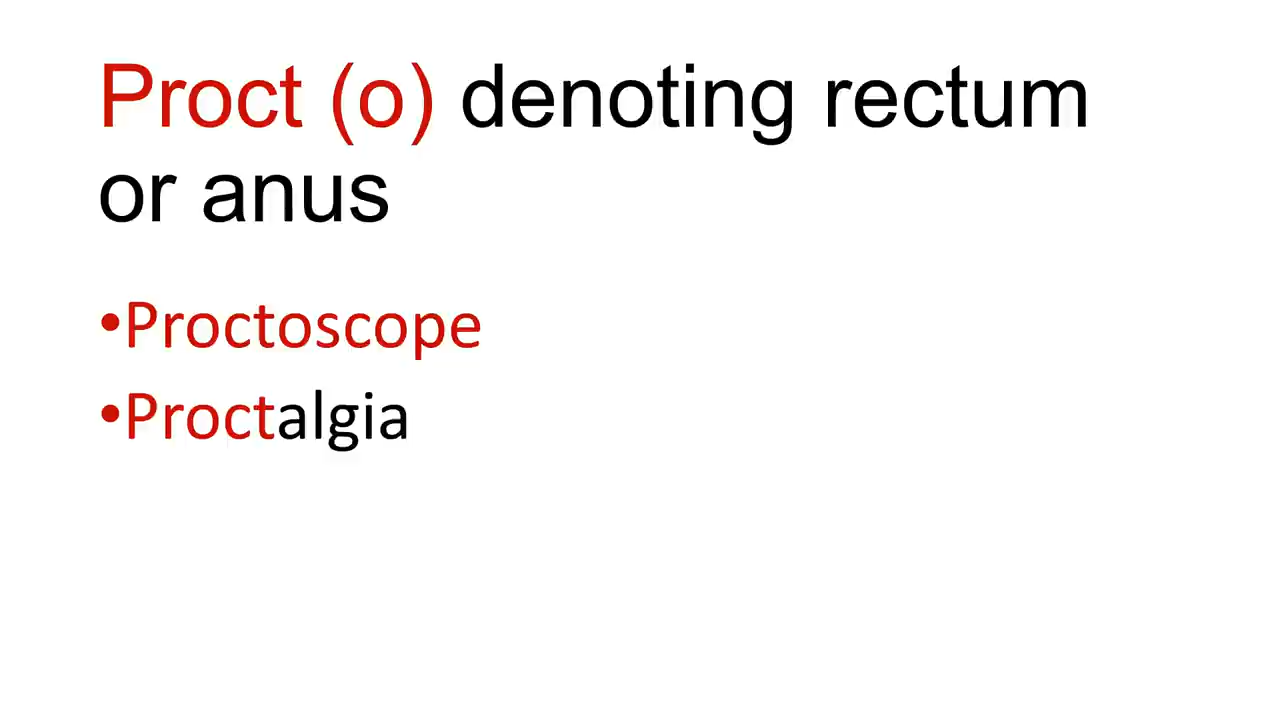 Proct (o) denoting rectum
or anus
•Proctoscope
•Proctalgia